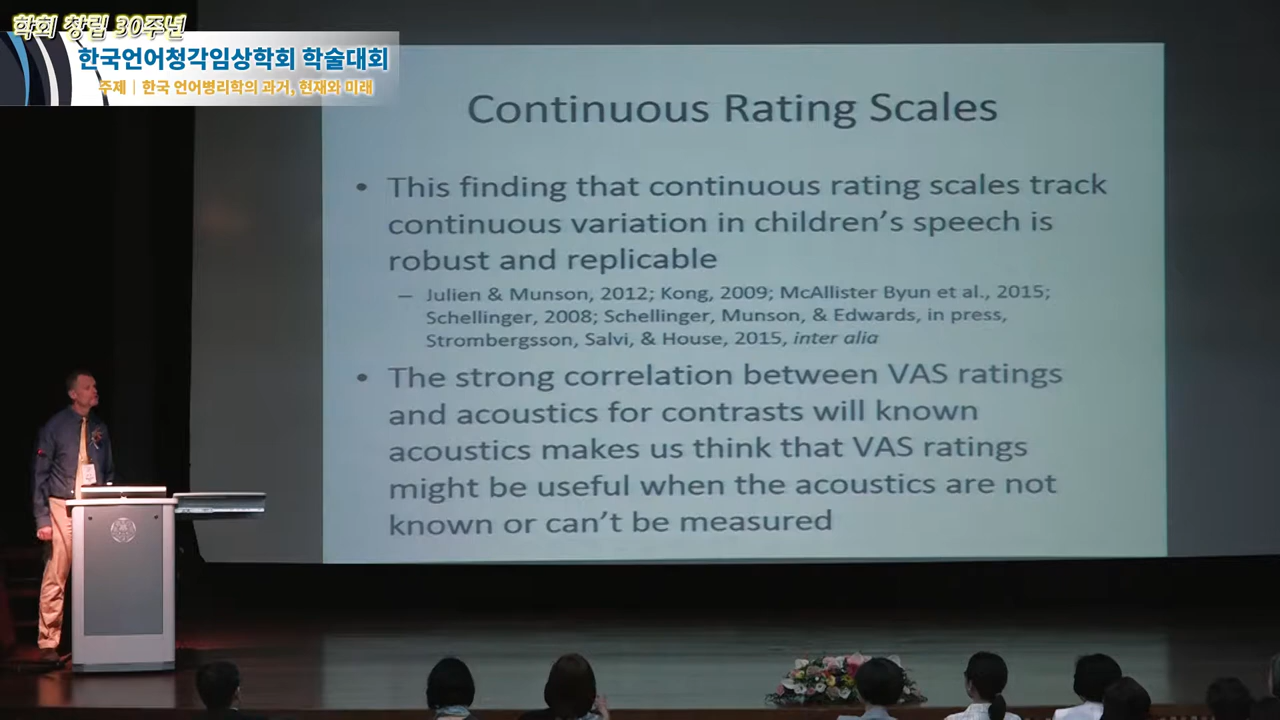 학회 창립 30주년
한국언어청각임상학회 학술대회
주제 | 한국 언어병리학의 과거, 현재와 미래
Continuous Rating Scales
• This finding that continuous rating scales track
continuous variation in children's speech is
robust and replicable
– Julien & Munson, 2012; Kong, 2009; McAllister Byun et al., 2015;
Schellinger, 2008; Schellinger, Munson, & Edwards, in press,
Strombergsson, Salvi, & House, 2015, inter alia
• The strong correlation between VAS ratings
and acoustics for contrasts will known
acoustics makes us think that VAS ratings
might be useful when the acoustics are not
known or can't be measured